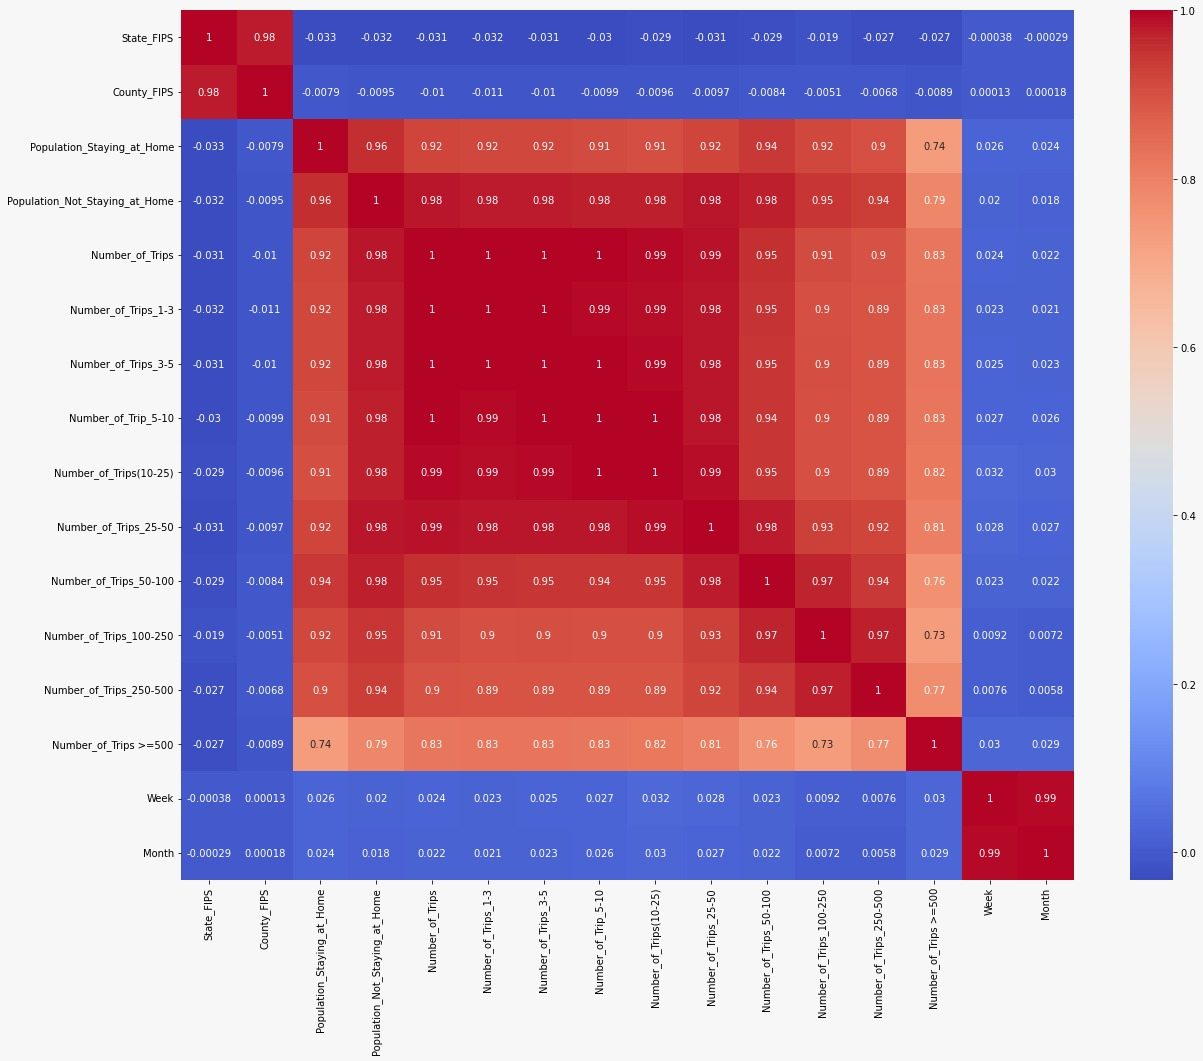 State_FIPS 1 0.98 -0.033 -0.032 -0.031 -0.032 -0.031 -0.03 -0.029 -0.031 -0.029 -0.019 -0.027 -0.027 -0.00038 -0.00029
County_FIPS 0.98 1 -0.0079 -0.0095 -0.01 -0.011 -0.01 -0.0099 -0.0096 -0.0097 -0.0084 -0.0051 -0.0068 -0.0089 0.00013 0.00018
Population_Staying_at_Home -0.033 -0.0079 1 0.96 0.92 0.92 0.92 0.91 0.91 0.92 0.94 0.92 0.9 0.74 0.026 0.024
Population_Not_Staying_at_Home -0.032 -0.0095 0.96 1 0.98 0.98 0.98 0.98 0.98 0.98 0.98 0.95 0.94 0.79 0.02 0.018
Number_of_Trips -0.031 -0.01 0.92 0.98 1 1 1 1 0.99 0.99 0.95 0.91 0.9 0.83 0.024 0.022
Number_of_Trips_1-3 -0.032 -0.011 0.92 0.98 1 1 1 0.99 0.99 0.98 0.95 0.9 0.89 0.83 0.023 0.021
Number_of_Trips_3-5 -0.031 -0.01 0.92 0.98 1 1 1 1 0.99 0.98 0.95 0.9 0.89 0.83 0.025 0.023
Number_of_Trip_5-10 -0.03 -0.0099 0.91 0.98 1 0.99 1 1 1 0.98 0.94 0.9 0.89 0.83 0.027 0.026
Number_of_Trips(10-25) -0.029 -0.0096 0.91 0.98 0.99 0.99 0.99 1 1 0.99 0.95 0.9 0.89 0.82 0.032 0.03
Number_of_Trips_25-50 -0.031 -0.0097 0.92 0.98 0.99 0.98 0.98 0.98 0.99 1 0.98 0.93 0.92 0.81 0.028 0.027
Number_of_Trips_50-100 -0.029 -0.0084 0.94 0.98 0.95 0.95 0.95 0.94 0.95 0.98 1 0.97 0.94 0.76 0.023 0.022
Number_of_Trips_100-250 -0.019 -0.0051 0.92 0.95 0.91 0.9 0.9 0.9 0.9 0.93 0.97 1 0.97 0.73 0.0092 0.0072
Number_of_Trips_250-500 -0.027 -0.0068 0.9 0.94 0.9 0.89 0.89 0.89 0.89 0.92 0.94 0.97 1 0.77 0.0076 0.0058
Number_of_Trips >=500 -0.027 -0.0089 0.74 0.79 0.83 0.83 0.83 0.83 0.82 0.81 0.76 0.73 0.77 1 0.03 0.029
Week -0.00038 0.00013 0.026 0.02 0.024 0.023 0.025 0.027 0.032 0.028 0.023 0.0092 0.0076 0.03 1 0.99
Month -0.00029 0.00018 0.024 0.018 0.022 0.021 0.023 0.026 0.03 0.027 0.022 0.0072 0.0058 0.029 0.99 1
State_FIPS
County_FIPS
Population_Staying_at_Home
Population_Not_Staying_at_Home
Number_of_Trips
Number_of_Trips_1-3
Number_of_Trips_3-5
Number_of_Trip_5-10
Number_of_Trips(10-25)
Number_of_Trips_25-50
Number_of_Trips_50-100
Number_of_Trips_100-250
Number_of_Trips_250-500
Number_of_Trips >=500
Week
Month
1.0
0.8
0.6
0.4
0.2
0.0